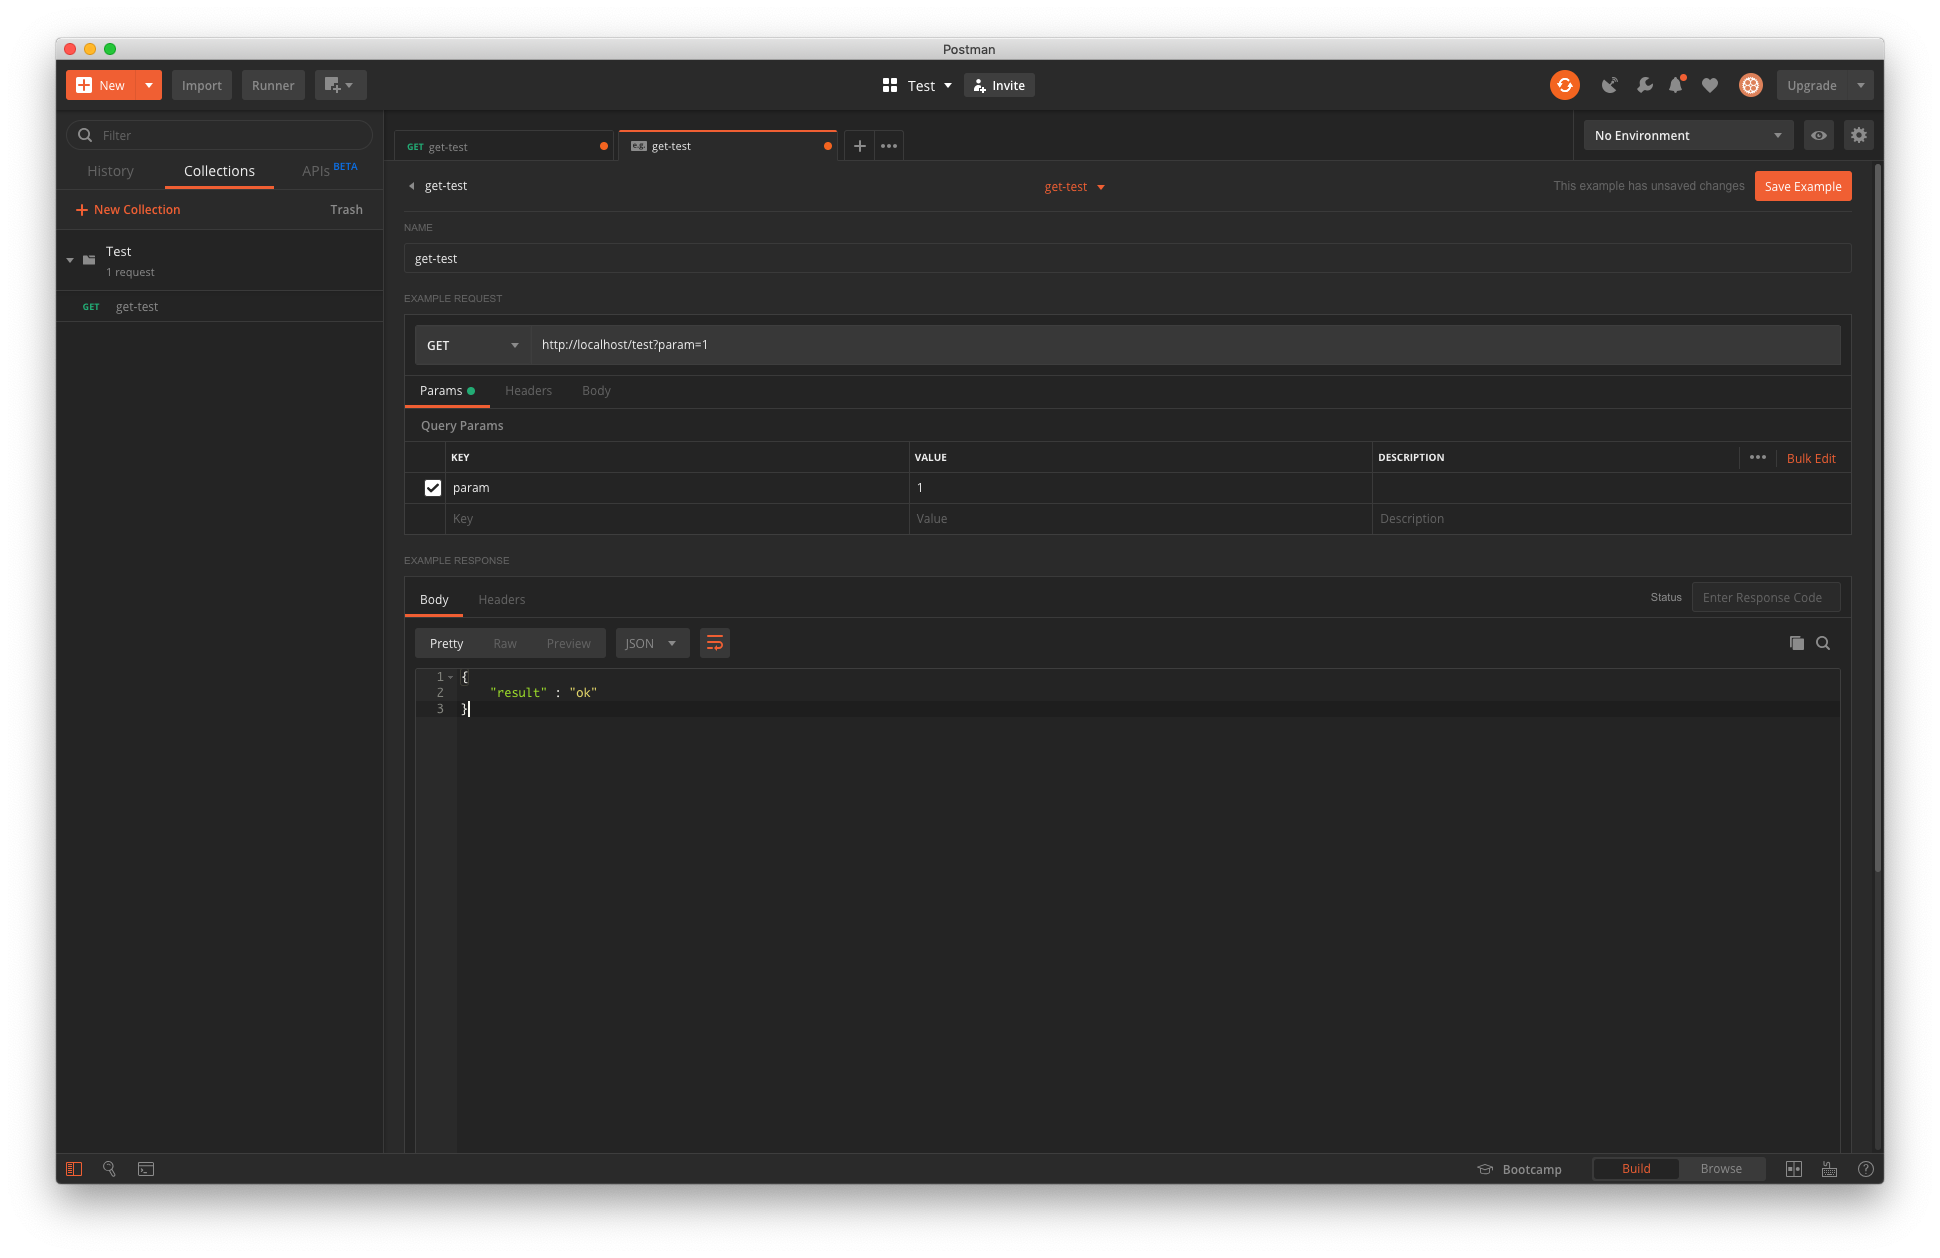 Postman
New
Import
Runner
Test
Invite
Upgrade
Filter
History
Collections
APIs BETA
New Collection
Trash
Test
1 request
GET get-test
GET get-test
e.g. get-test
No Environment
get-test
get-test
This example has unsaved changes
Save Example
NAME
get-test
EXAMPLE REQUEST
GET
http://localhost/test?param=1
Params
Headers
Body
Query Params
KEY
VALUE
DESCRIPTION
Bulk Edit
param
1
Key
Value
Description
EXAMPLE RESPONSE
Body
Headers
Status
Enter Response Code
Pretty
Raw
Preview
JSON
1 {
2 "result" : "ok"
3 }
Bootcamp
Build
Browse